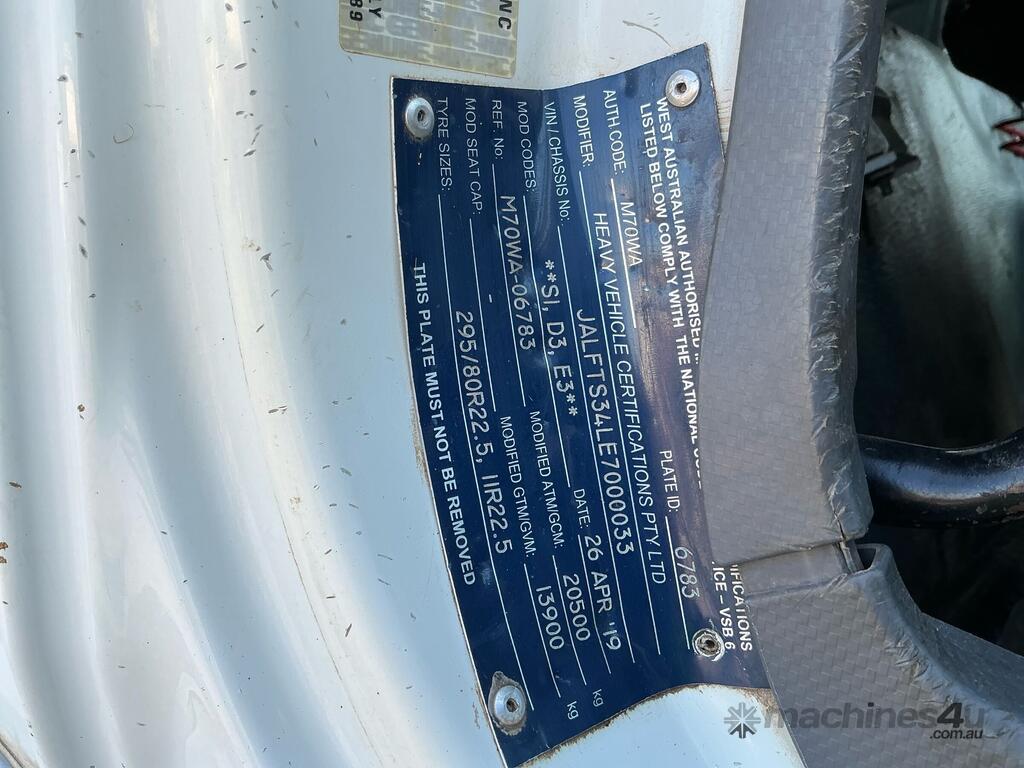 WEST AUSTRALIAN AUTHORISED
IFICATIONS
LISTED BELOW COMPLY WITH THE NATIONAL
ICE - VSB 6
AUTH.CODE: M70WA PLATE ID: 6783
MODIFIER: HEAVY VEHICLE CERTIFICATIONS PTY LTD
VIN / CHASSIS No: JALFTS34LE7000033
MOD CODES: **S1, D3, E3** DATE: 26 APR '19
REF. No: M70WA-06783 MODIFIED ATM/GCM: 20500 kg
MOD SEAT CAP: - MODIFIED GTM/GVM: 13900 kg
TYRE SIZES: 295/80R22.5, 11R22.5
THIS PLATE MUST NOT BE REMOVED
NC
LY
89
machines4u
.com.au